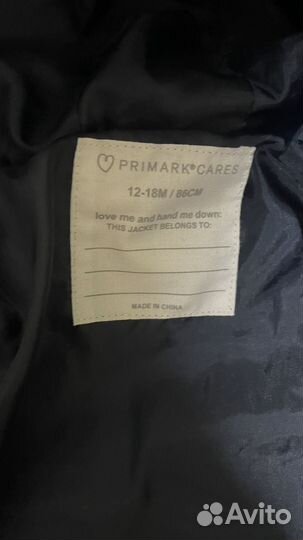 PRIMARK®CARES
12-18M / 86CM
love me and hand me down:
THIS JACKET BELONGS TO:
MADE IN CHINA
Avito